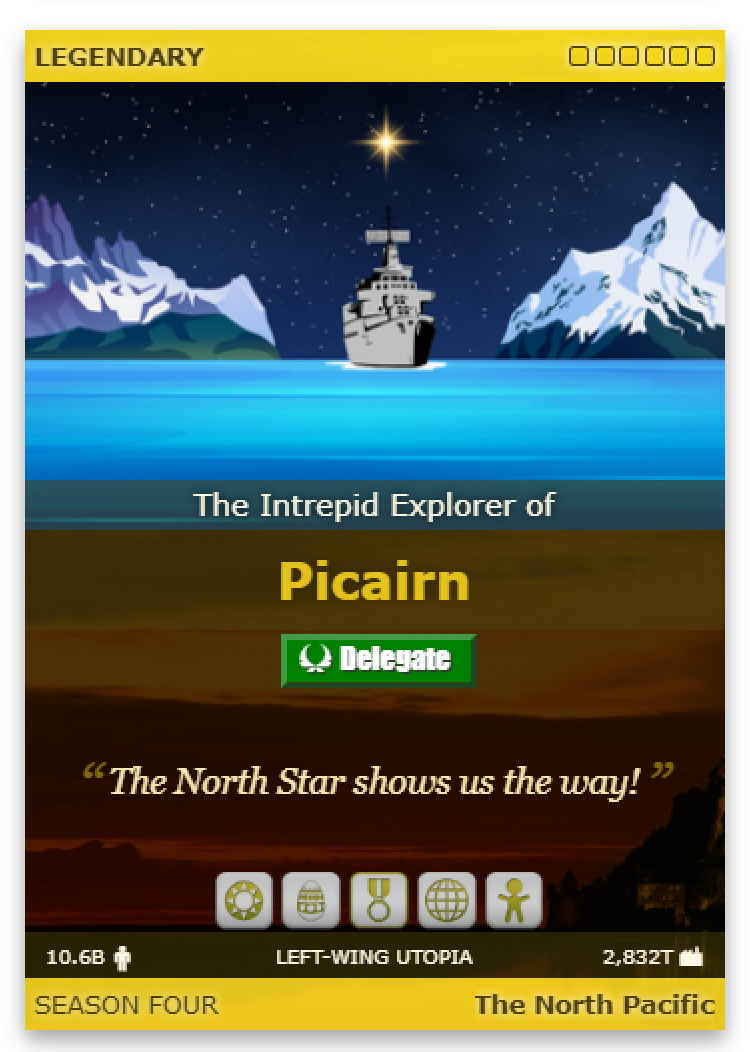 LEGENDARY
The Intrepid Explorer of
Picairn
Delegate
“The North Star shows us the way!”
10.6B LEFT-WING UTOPIA 2,832T
SEASON FOUR The North Pacific